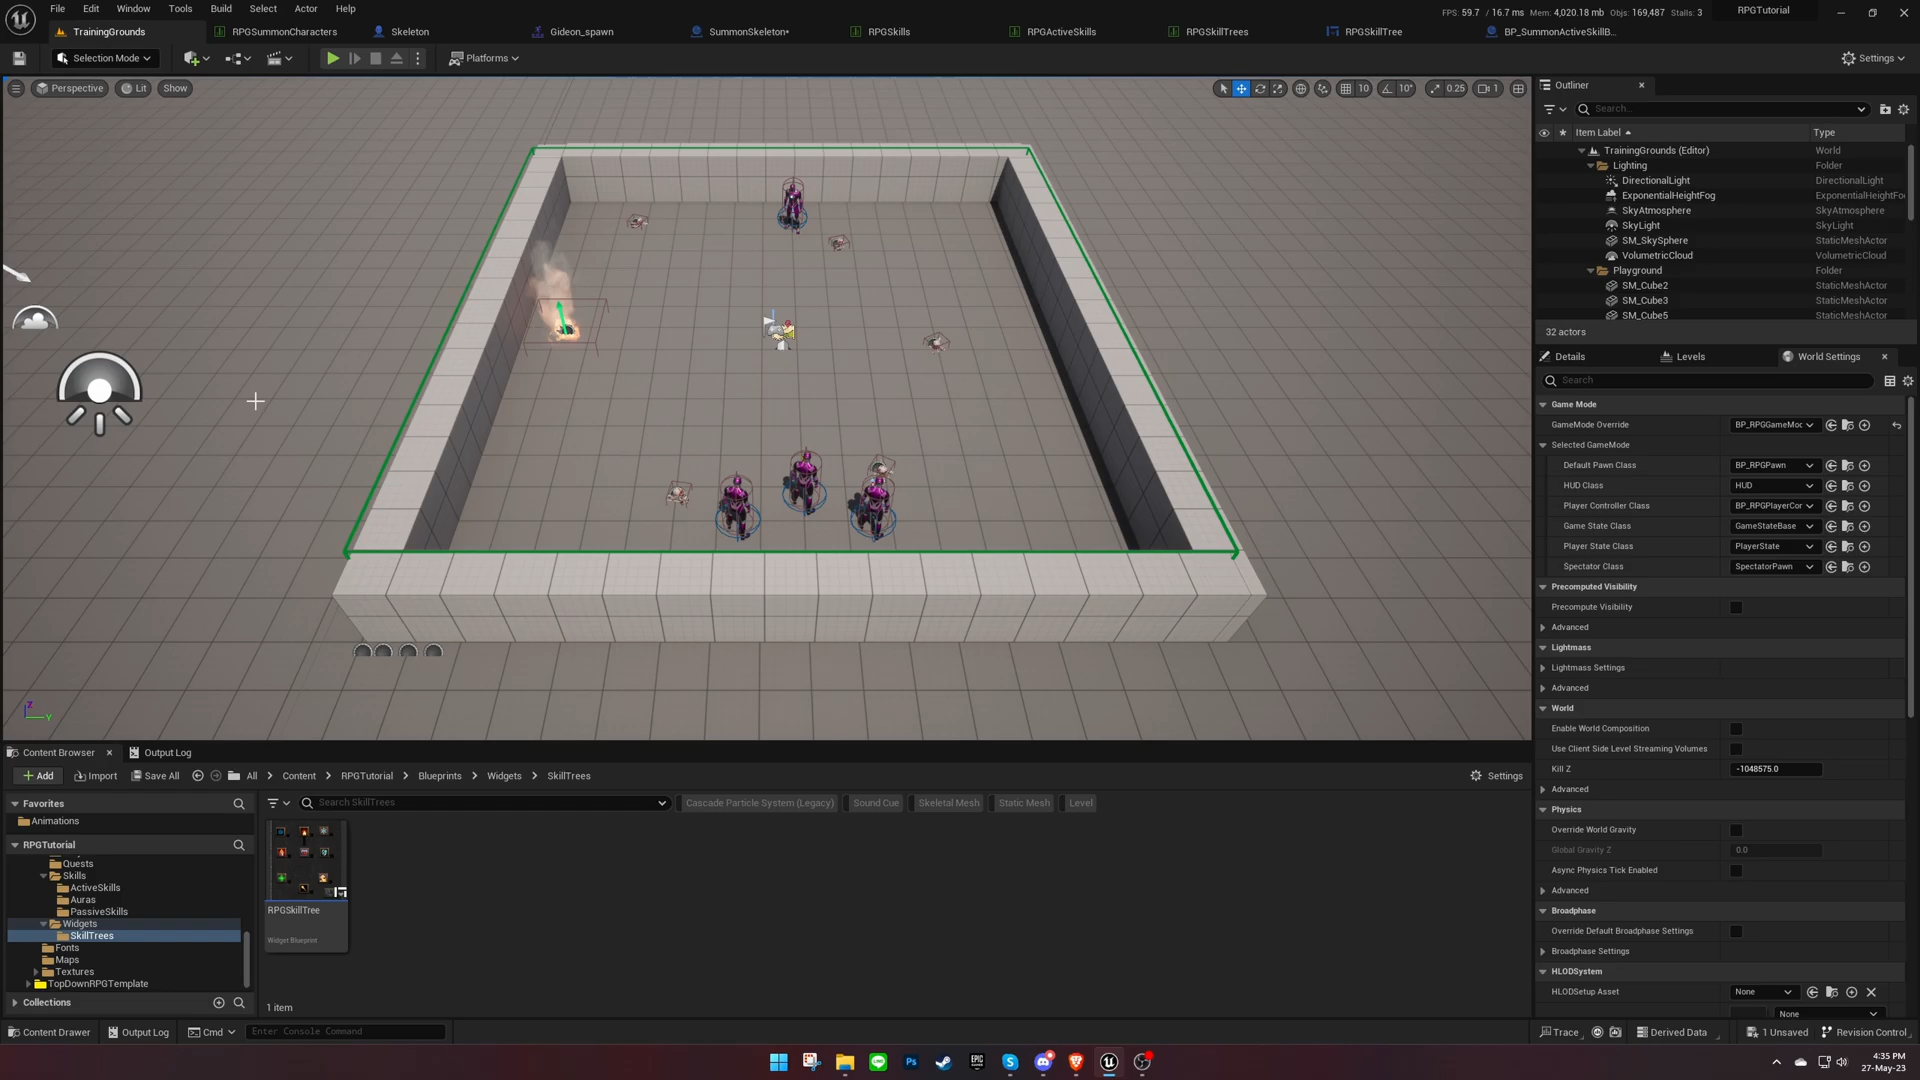 File Edit Window Tools Build Select Actor Help
FPS: 59.7 / 16.7 ms Mem: 4,020.18 mb Objs: 169,487 Stalls: 3
RPGTutorial
TrainingGrounds RPGSummonCharacters Skeleton Gideon_spawn SummonSkeleton• RPGSkills RPGActiveSkills RPGSkillTrees RPGSkillTree BP_SummonActiveSkillB...
Selection Mode Platforms Settings
Perspective Lit Show 10 10° 0.25 1
Outliner
Search...
Item Label Type
TrainingGrounds (Editor) World
Lighting Folder
DirectionalLight DirectionalLight
ExponentialHeightFog ExponentialHeightFo
SkyAtmosphere SkyAtmosphere
SkyLight SkyLight
SM_SkySphere StaticMeshActor
VolumetricCloud VolumetricCloud
Playground Folder
SM_Cube2 StaticMeshActor
SM_Cube3 StaticMeshActor
SM_Cube5 StaticMeshActor
32 actors
Details Levels World Settings
Search
Game Mode
GameMode Override BP_RPGGameMoc
Selected GameMode
Default Pawn Class BP_RPGPawn
HUD Class HUD
Player Controller Class BP_RPGPlayerCor
Game State Class GameStateBase
Player State Class PlayerState
Spectator Class SpectatorPawn
Precomputed Visibility
Precompute Visibility
Advanced
Lightmass
Lightmass Settings
Advanced
World
Enable World Composition
Use Client Side Level Streaming Volumes
Kill Z -1048575.0
Advanced
Physics
Override World Gravity
Global Gravity Z 0.0
Async Physics Tick Enabled
Advanced
Broadphase
Override Default Broadphase Settings
Broadphase Settings
HLODSystem
HLODSetup Asset None
None
Z Y
Content Browser Output Log
Add Import Save All All Content RPGTutorial Blueprints Widgets SkillTrees Settings
Favorites
Animations
RPGTutorial
Quests
Skills
ActiveSkills
Auras
PassiveSkills
Widgets
SkillTrees
Fonts
Maps
Textures
TopDownRPGTemplate
Collections
Search SkillTrees Cascade Particle System (Legacy) Sound Cue Skeletal Mesh Static Mesh Level
RPGSkillTree
Widget Blueprint
1 item
Content Drawer Output Log Cmd Enter Console Command Trace Derived Data 1 Unsaved Revision Control
Ps EPIC
4:35 PM
27-May-23